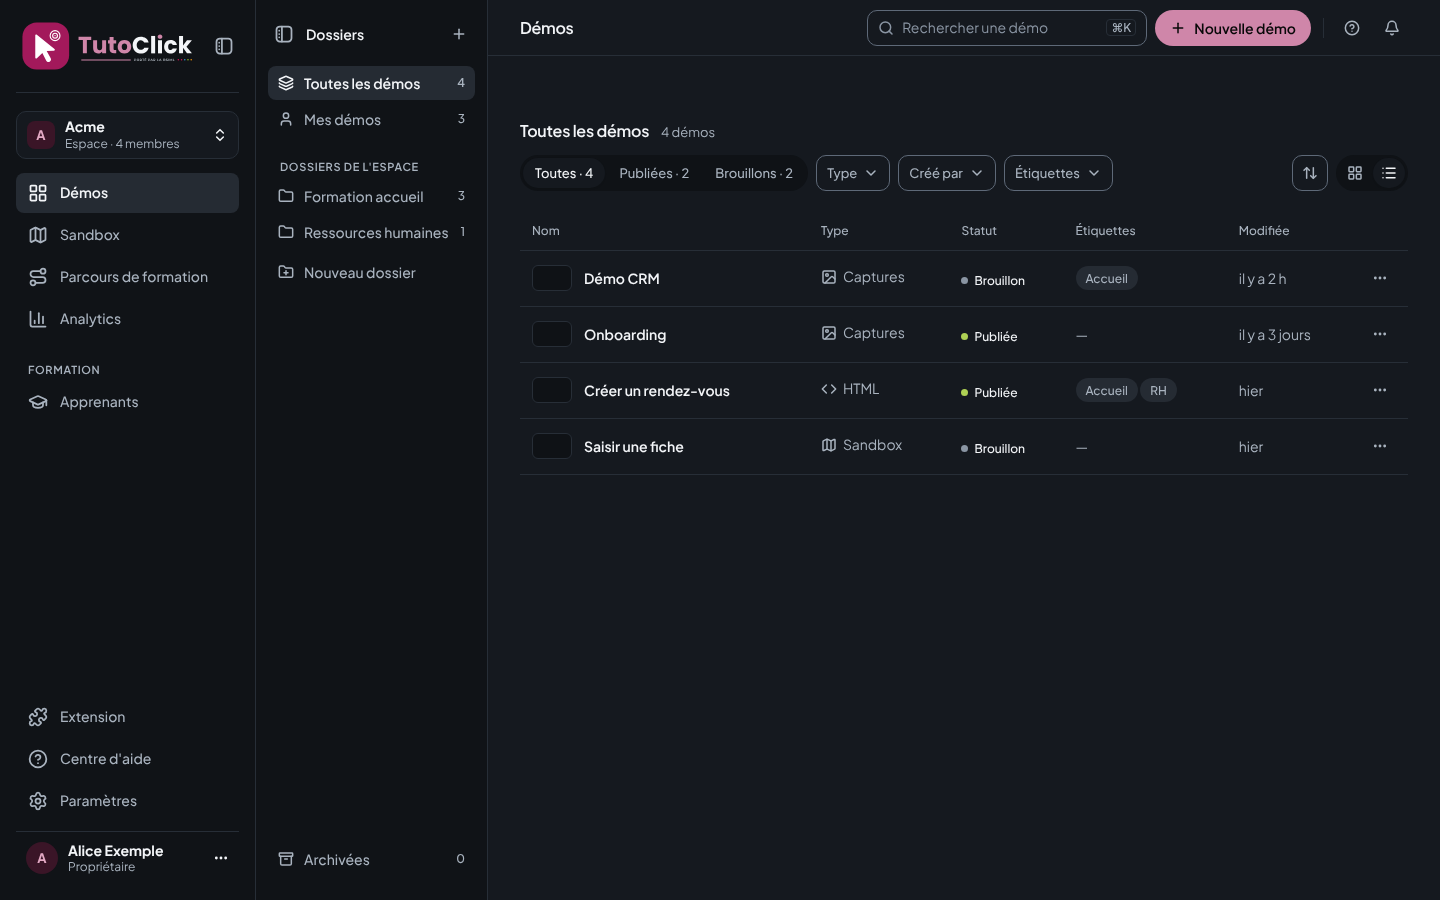 TutoClick
Acme
Espace · 4 membres
Démos
Sandbox
Parcours de formation
Analytics
FORMATION
Apprenants
Extension
Centre d'aide
Paramètres
A
Alice Exemple
Propriétaire
Dossiers
Toutes les démos 4
Mes démos 3
DOSSIERS DE L'ESPACE
Formation accueil 3
Ressources humaines 1
Nouveau dossier
Archivées 0
Démos
Rechercher une démo ⌘K
Nouvelle démo
Toutes les démos 4 démos
Toutes · 4 Publiées · 2 Brouillons · 2 Type Créé par Étiquettes
Nom Type Statut Étiquettes Modifiée
Démo CRM Captures Brouillon Accueil il y a 2 h
Onboarding Captures Publiée — il y a 3 jours
Créer un rendez-vous HTML Publiée Accueil RH hier
Saisir une fiche Sandbox Brouillon — hier